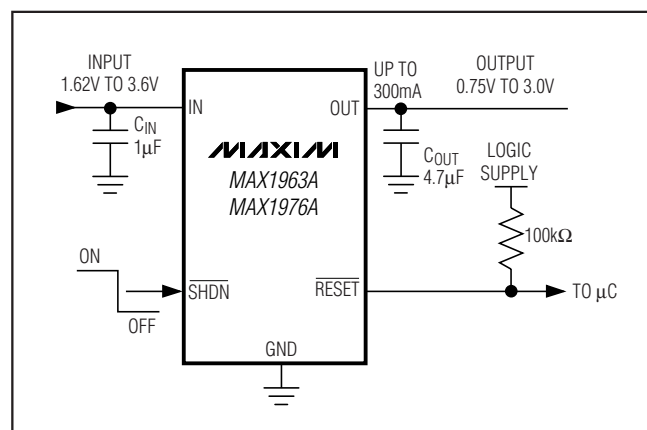 INPUT
1.62V TO 3.6V
UP TO
300mA
OUTPUT
0.75V TO 3.0V
IN
OUT
CIN
1μF
MAXIM
MAX1963A
MAX1976A
COUT
4.7μF
LOGIC
SUPPLY
100kΩ
ON
OFF
SHDN
RESET
TO μC
GND